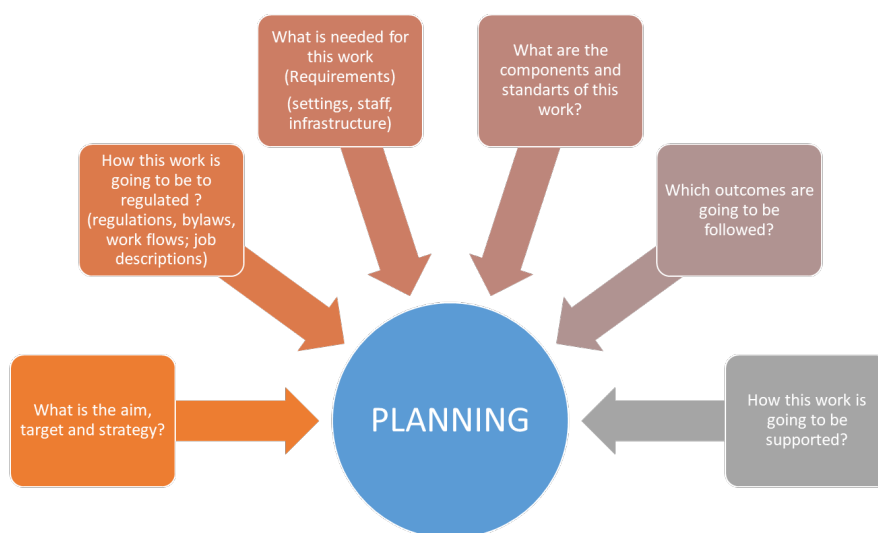 What is the aim,
target and strategy?
How this work is
going to be to
regulated ?
(regulations, bylaws,
work flows; job
descriptions)
What is needed for
this work
(Requirements)
(settings, staff,
infrastructure)
What are the
components and
standarts of this
work?
Which outcomes are
going to be
followed?
How this work is
going to be
supported?
PLANNING